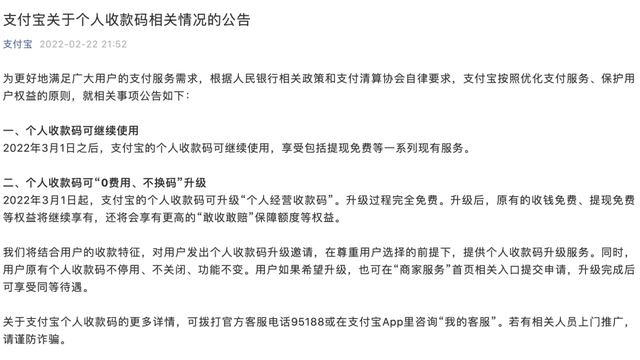 支付宝关于个人收款码相关情况的公告
支付宝 2022-02-22 21:52
为更好地满足广大用户的支付服务需求，根据人民银行相关政策和支付清算协会自律要求，支付宝按照优化支付服务、保护用
户权益的原则，就相关事项公告如下：
一、个人收款码可继续使用
2022年3月1日之后，支付宝的个人收款码可继续使用，享受包括提现免费等一系列现有服务。
二、个人收款码可“0费用、不换码”升级
2022年3月1日起，支付宝的个人收款码可升级“个人经营收款码”。升级过程完全免费。升级后，原有的收钱免费、提现免费
等权益将继续享有，还将会享有更高的“敢收敢赔”保障额度等权益。
我们将结合用户的收款特征，对用户发出个人收款码升级邀请，在尊重用户选择的前提下，提供个人收款码升级服务。同时，
用户原有个人收款码不停用、不关闭、功能不变。用户如果希望升级，也可在“商家服务”首页相关入口提交申请，升级完成后
可享受同等待遇。
关于支付宝个人收款码的更多详情，可拨打官方客服电话95188或在支付宝App里咨询“我的客服”。若有相关人员上门推广，
请谨防诈骗。